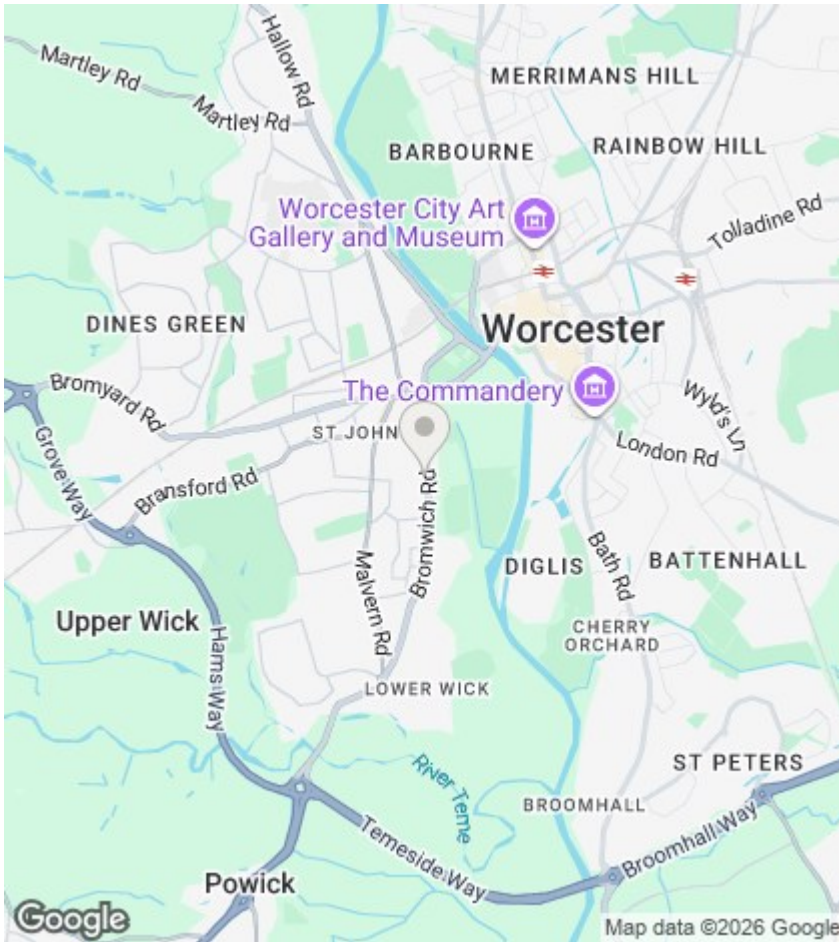 Hallow Rd
Martley Rd
Martley Rd
MERRIMANS HILL
BARBOURNE
RAINBOW HILL
Worcester City Art
Gallery and Museum
Tolladine Rd
DINES GREEN
Worcester
Bromyard Rd
The Commandery
Wyld's Ln
ST JOHN
London Rd
Grove Way
Bransford Rd
Bromwich Rd
Malvern Rd
DIGLIS
Bath Rd
BATTENHALL
Upper Wick
Hams Way
CHERRY
ORCHARD
LOWER WICK
River Teme
ST PETERS
BROOMHALL
Broomhall Way
Temeside Way
Powick
Google
Map data ©2026 Google